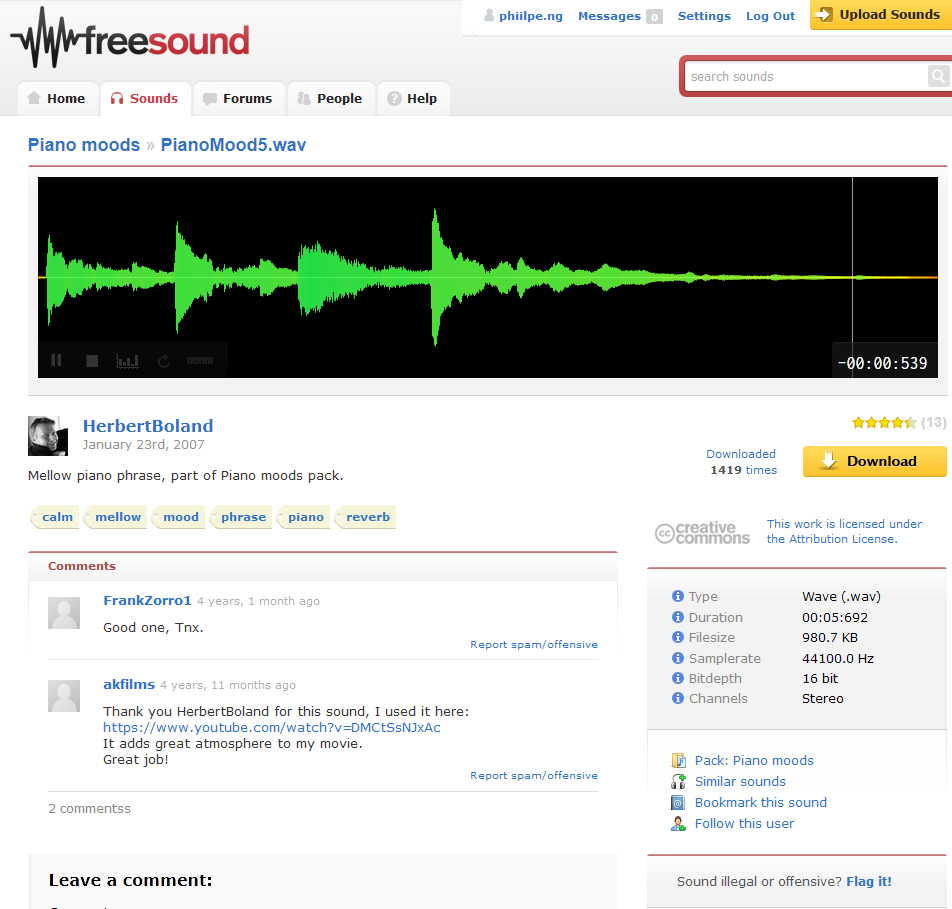 phiilpe.ng Messages 0 Settings Log Out Upload Sounds
freesound
search sounds
Home Sounds Forums People Help
Piano moods » PianoMood5.wav
-00:00:539
HerbertBoland
January 23rd, 2007
(13)
Downloaded
1419 times
Download
Mellow piano phrase, part of Piano moods pack.
calm mellow mood phrase piano reverb
cc creative commons
This work is licensed under
the Attribution License.
Comments
FrankZorro1 4 years, 1 month ago
Good one, Tnx.
Report spam/offensive
akfilms 4 years, 11 months ago
Thank you HerbertBoland for this sound, I used it here:
https://www.youtube.com/watch?v=DMCtSsNJxAc
It adds great atmosphere to my movie.
Great job!
Report spam/offensive
2 commentss
Leave a comment:
Type Wave (.wav)
Duration 00:05:692
Filesize 980.7 KB
Samplerate 44100.0 Hz
Bitdepth 16 bit
Channels Stereo
Pack: Piano moods
Similar sounds
Bookmark this sound
Follow this user
Sound illegal or offensive? Flag it!